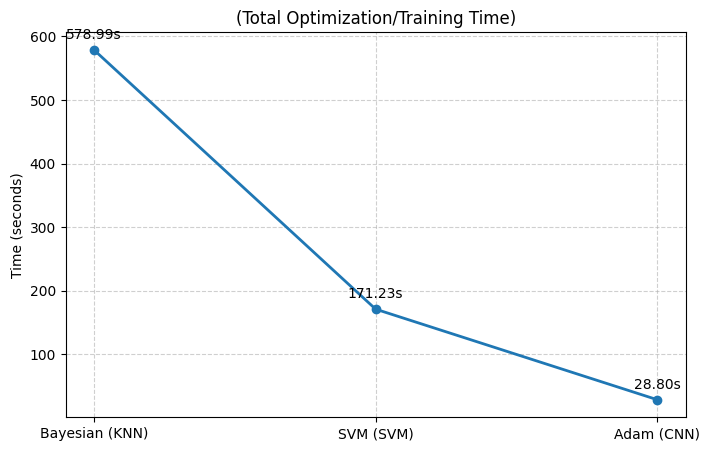 (Total Optimization/Training Time)
578.99s
600
500
400
300
200
100
Time (seconds)
171.23s
28.80s
Bayesian (KNN)
SVM (SVM)
Adam (CNN)